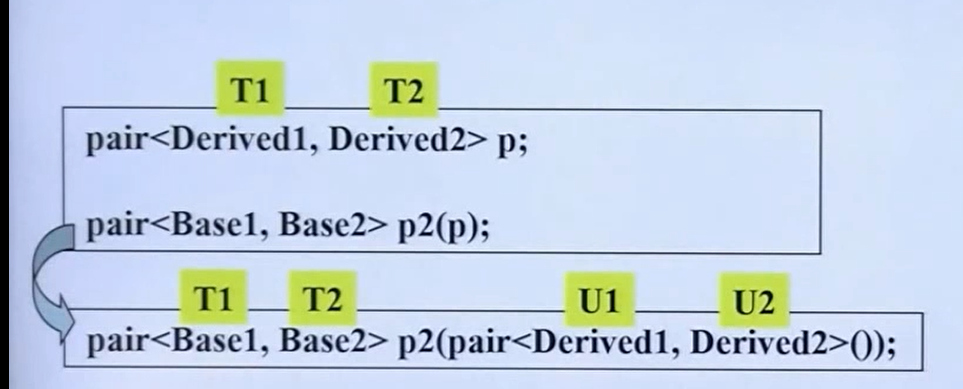 T1 T2
pair<Derived1, Derived2> p;
pair<Base1, Base2> p2(p);
T1 T2 U1 U2
pair<Base1, Base2> p2(pair<Derived1, Derived2>());